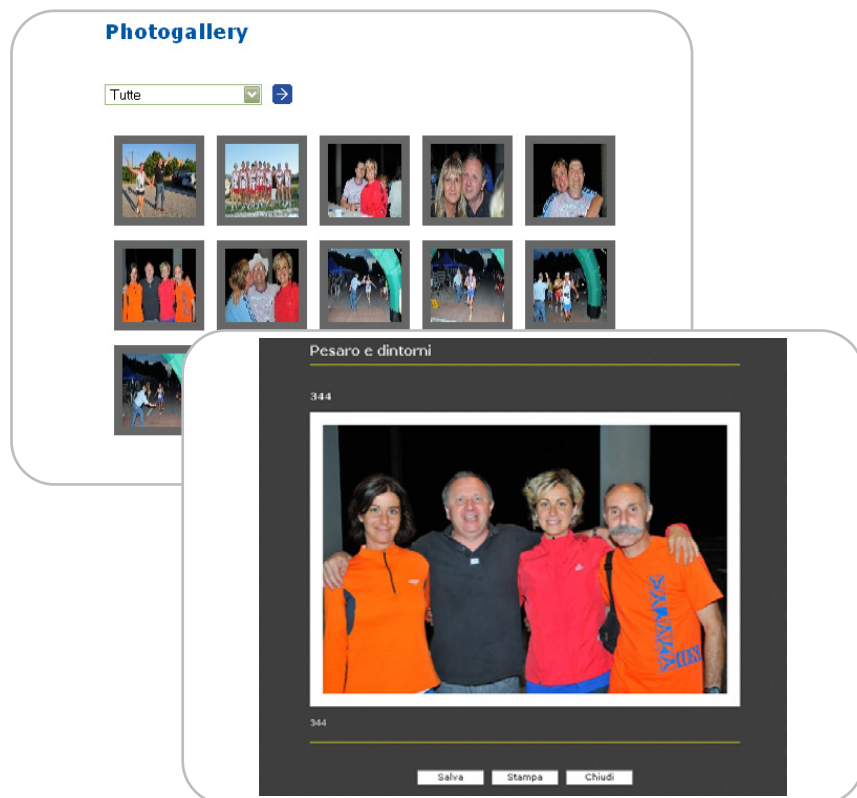 Photogallery
Tutte
Pesaro e dintorni
344
344
Salva
Stampa
Chiudi